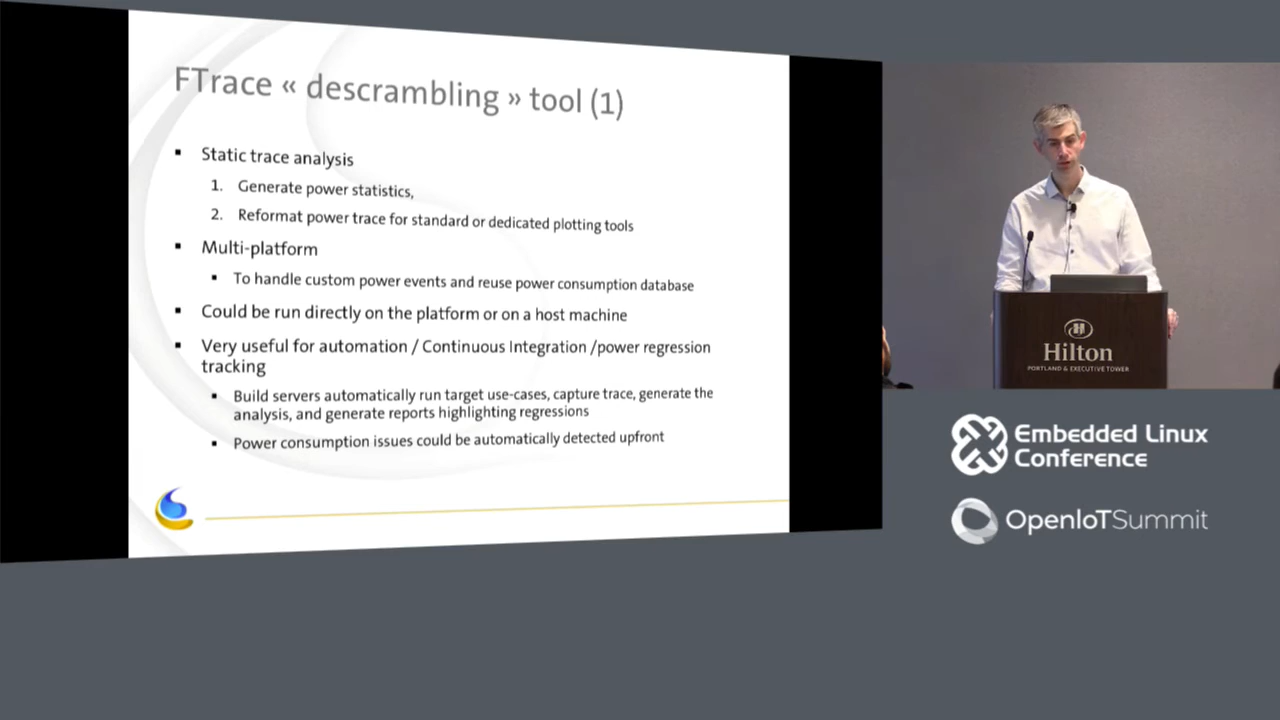 FTrace « descrambling » tool (1)
▪ Static trace analysis
1. Generate power statistics,
2. Reformat power trace for standard or dedicated plotting tools
▪ Multi-platform
▪ To handle custom power events and reuse power consumption database
▪ Could be run directly on the platform or on a host machine
▪ Very useful for automation / Continuous Integration /power regression
tracking
▪ Build servers automatically run target use-cases, capture trace, generate the
analysis, and generate reports highlighting regressions
▪ Power consumption issues could be automatically detected upfront
H
Hilton
PORTLAND & EXECUTIVE TOWER
Embedded Linux
Conference
OpenIoTSummit